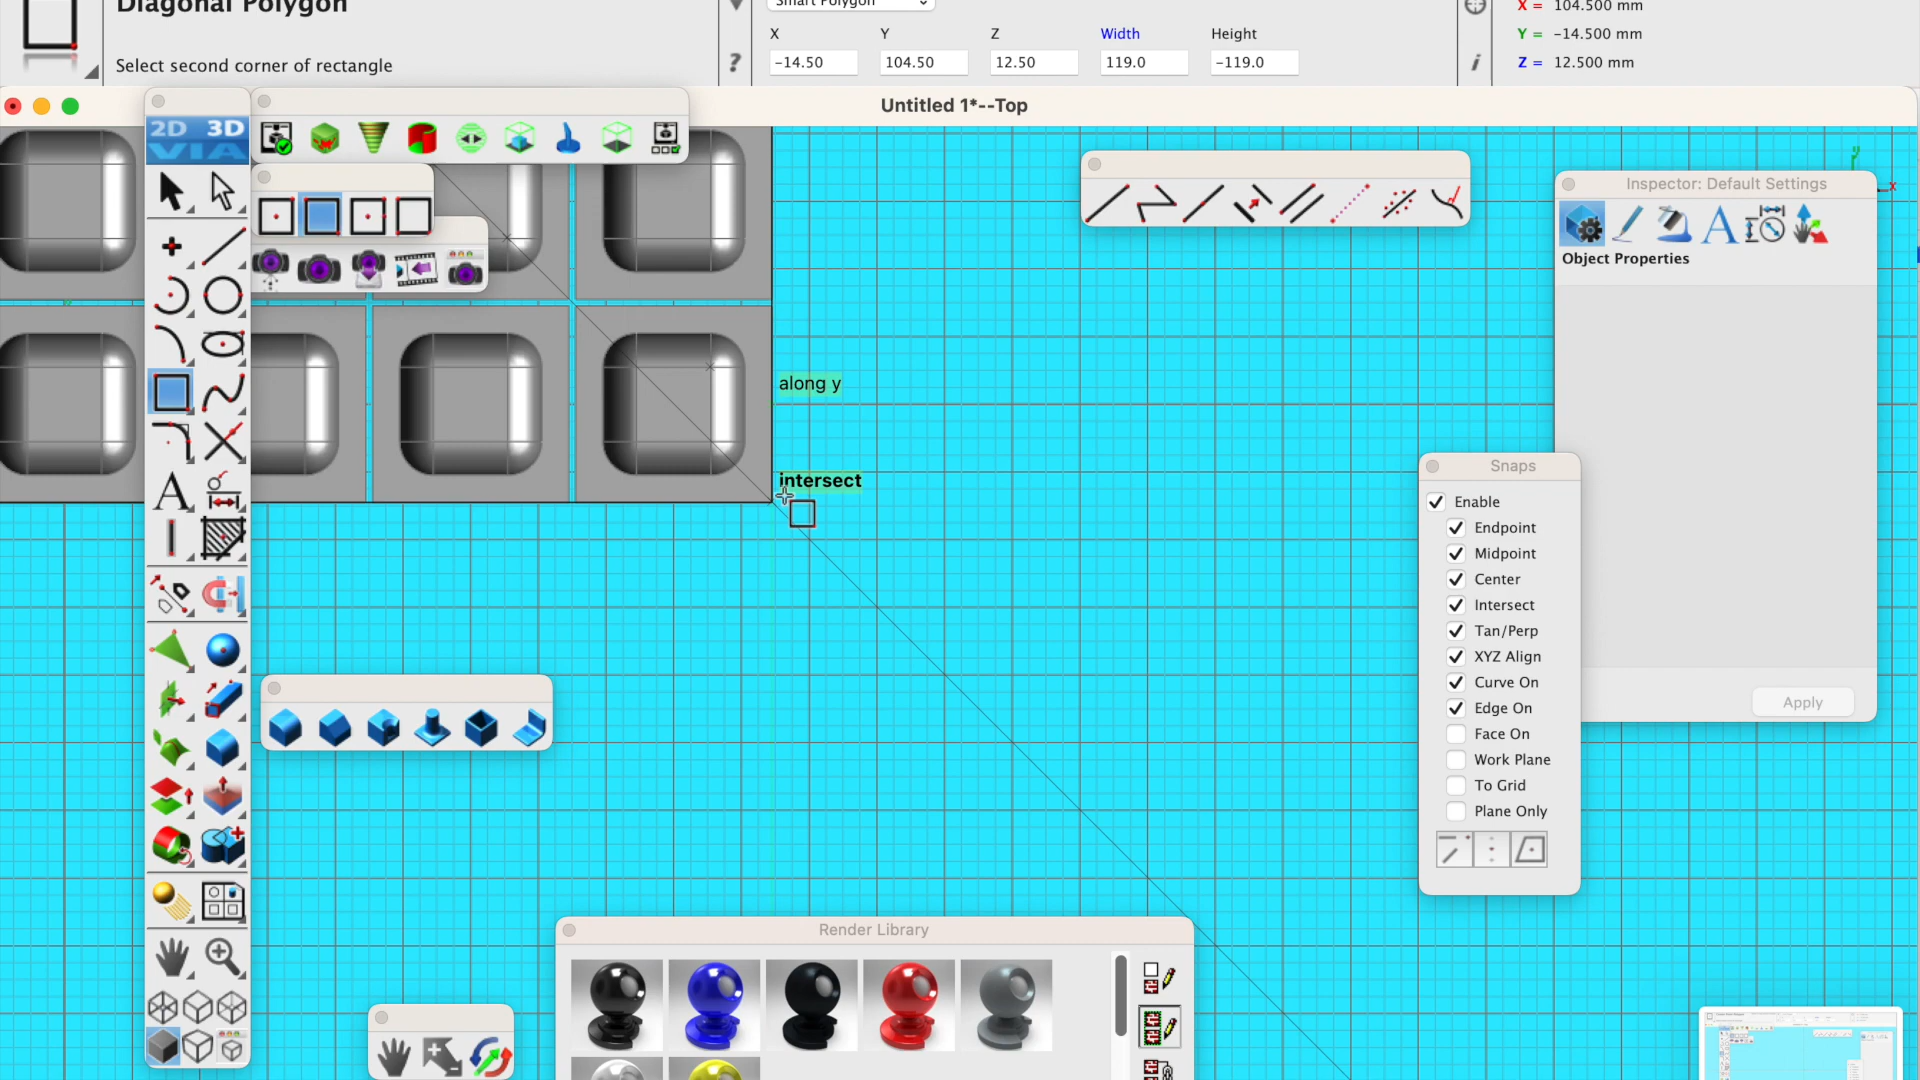 Diagonal Polygon
Select second corner of rectangle
Smart Polygon
X Y Z Width Height
-14.50 104.50 12.50 119.0 -119.0
X = 104.500 mm
Y = -14.500 mm
Z = 12.500 mm
Untitled 1*--Top
2D 3D
VIA
y
x
Inspector: Default Settings
Object Properties
along y
intersect
Snaps
Enable
Endpoint
Midpoint
Center
Intersect
Tan/Perp
XYZ Align
Curve On
Edge On
Face On
Work Plane
To Grid
Plane Only
Apply
Render Library